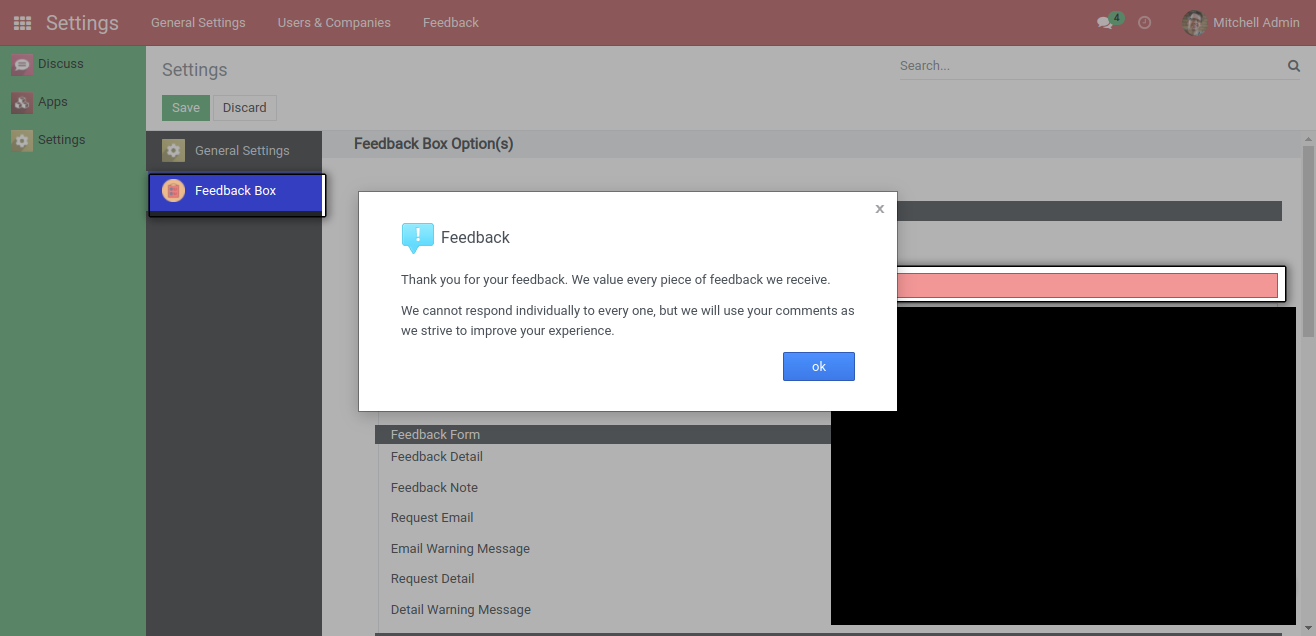 Settings
General Settings
Users & Companies
Feedback
4
Mitchell Admin
Discuss
Apps
Settings
Settings
Search...
Save
Discard
General Settings
Feedback Box
Feedback Box Option(s)
x
!
Feedback
Thank you for your feedback. We value every piece of feedback we receive.
We cannot respond individually to every one, but we will use your comments as
we strive to improve your experience.
ok
Feedback Form
Feedback Detail
Feedback Note
Request Email
Email Warning Message
Request Detail
Detail Warning Message